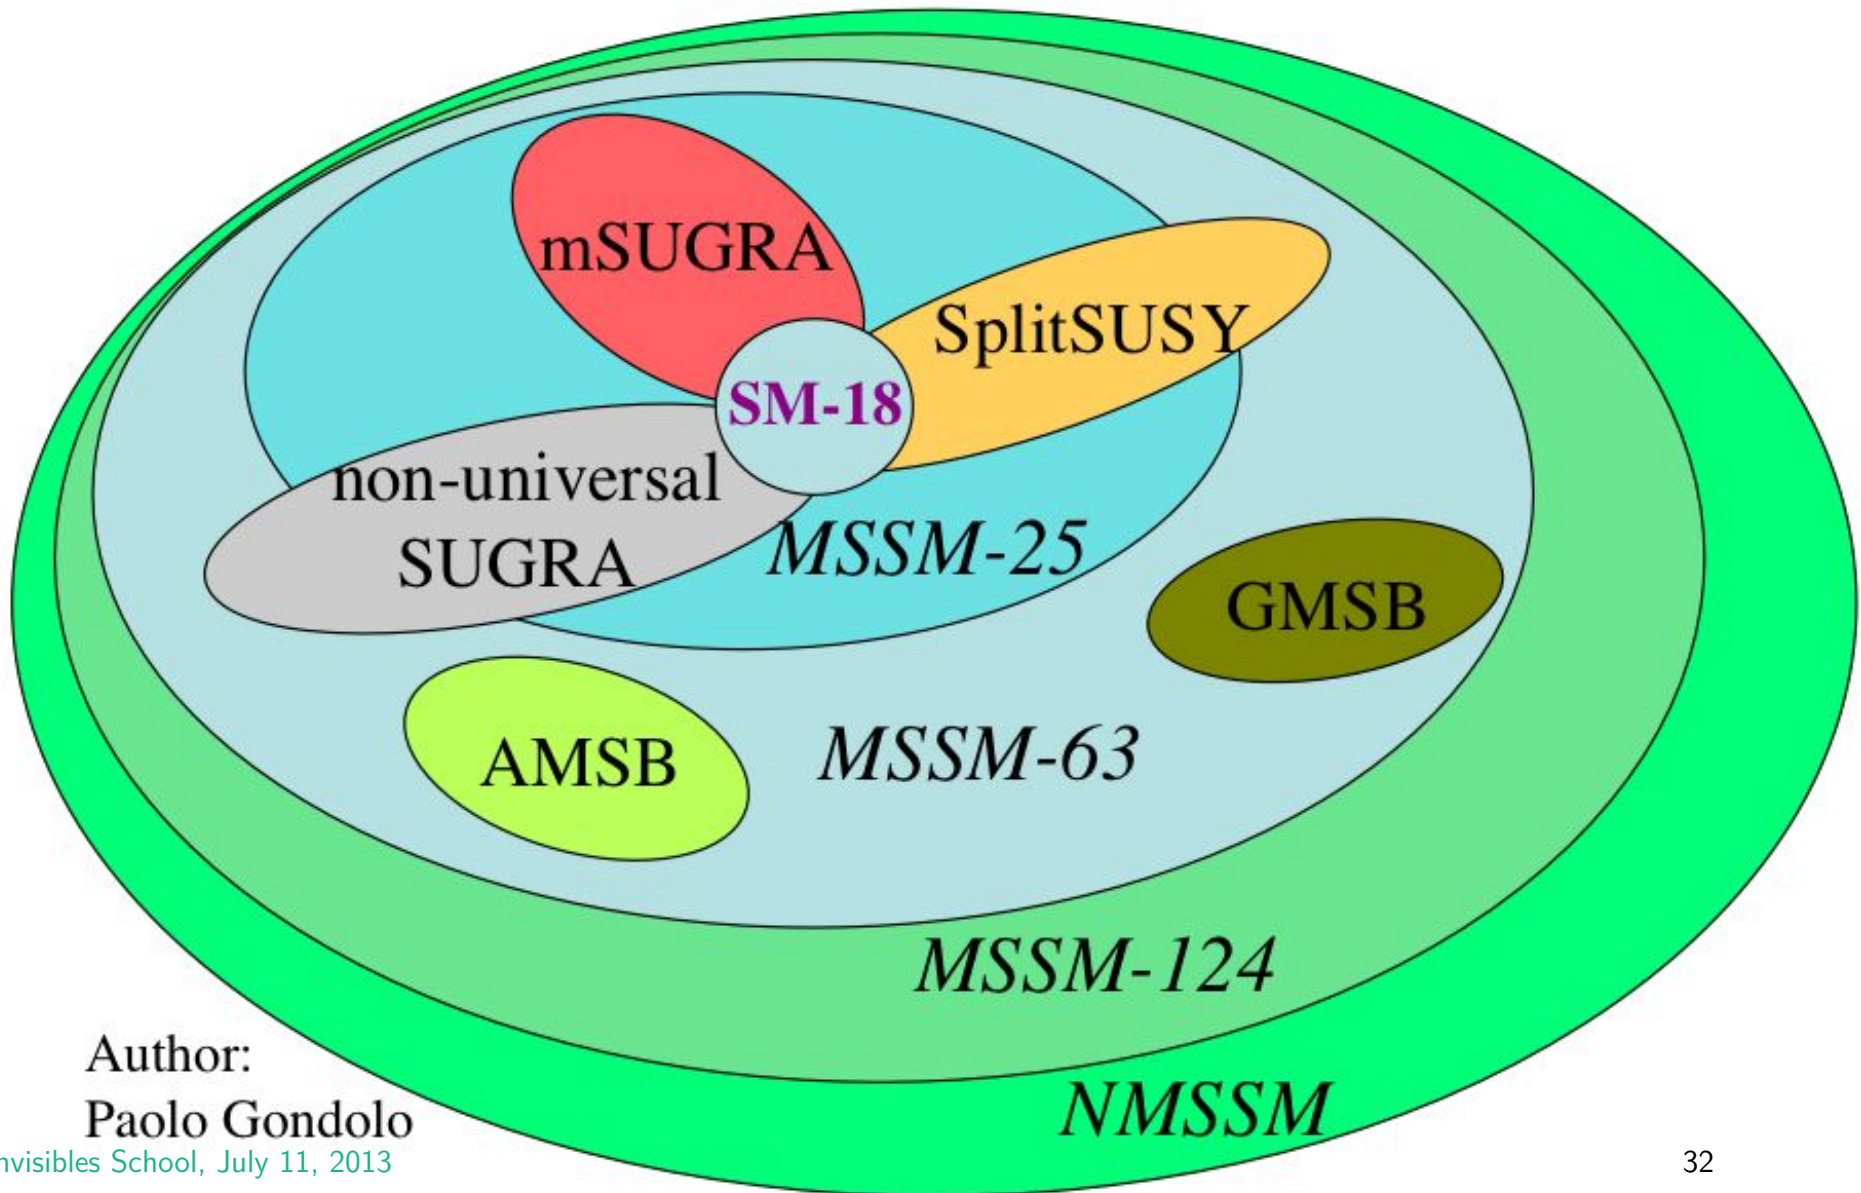 mSUGRA
SplitSUSY
SM-18
non-universal
SUGRA
MSSM-25
GMSB
AMSB
MSSM-63
MSSM-124
NMSSM
Author:
Paolo Gondolo
nvisibles School, July 11, 2013
32